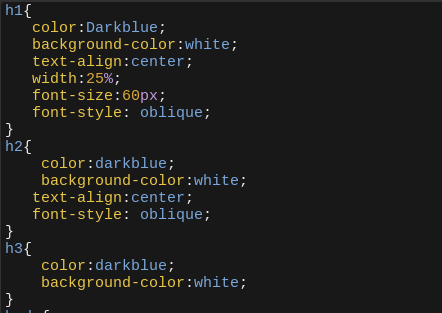 h1{
   color:Darkblue;
   background-color:white;
   text-align:center;
   width:25%;
   font-size:60px;
   font-style: oblique;
}
h2{
    color:darkblue;
    background-color:white;
   text-align:center;
   font-style: oblique;
}
h3{
    color:darkblue;
    background-color:white;
}